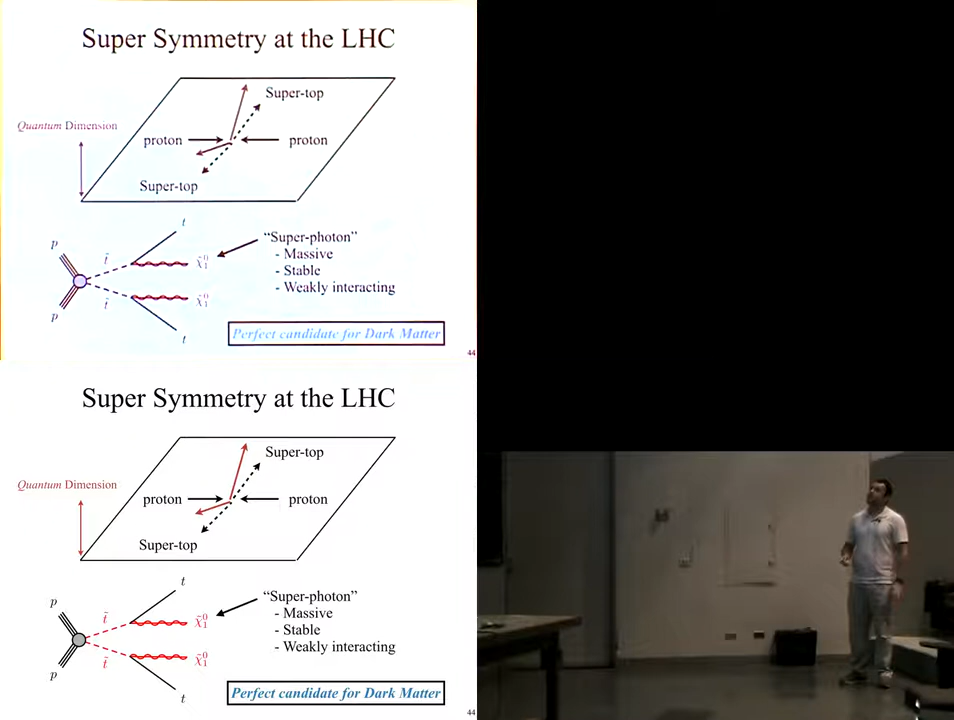 Super Symmetry at the LHC
Super-top
Quantum Dimension
proton
proton
Super-top
t
p
t̃
χ̃₁⁰
"Super-photon"
- Massive
- Stable
- Weakly interacting
t̃
χ̃₁⁰
p
t
Perfect candidate for Dark Matter
44
Super Symmetry at the LHC
Super-top
Quantum Dimension
proton
proton
Super-top
t
p
t̃
χ̃₁⁰
"Super-photon"
- Massive
- Stable
- Weakly interacting
t̃
χ̃₁⁰
p
t
Perfect candidate for Dark Matter
44